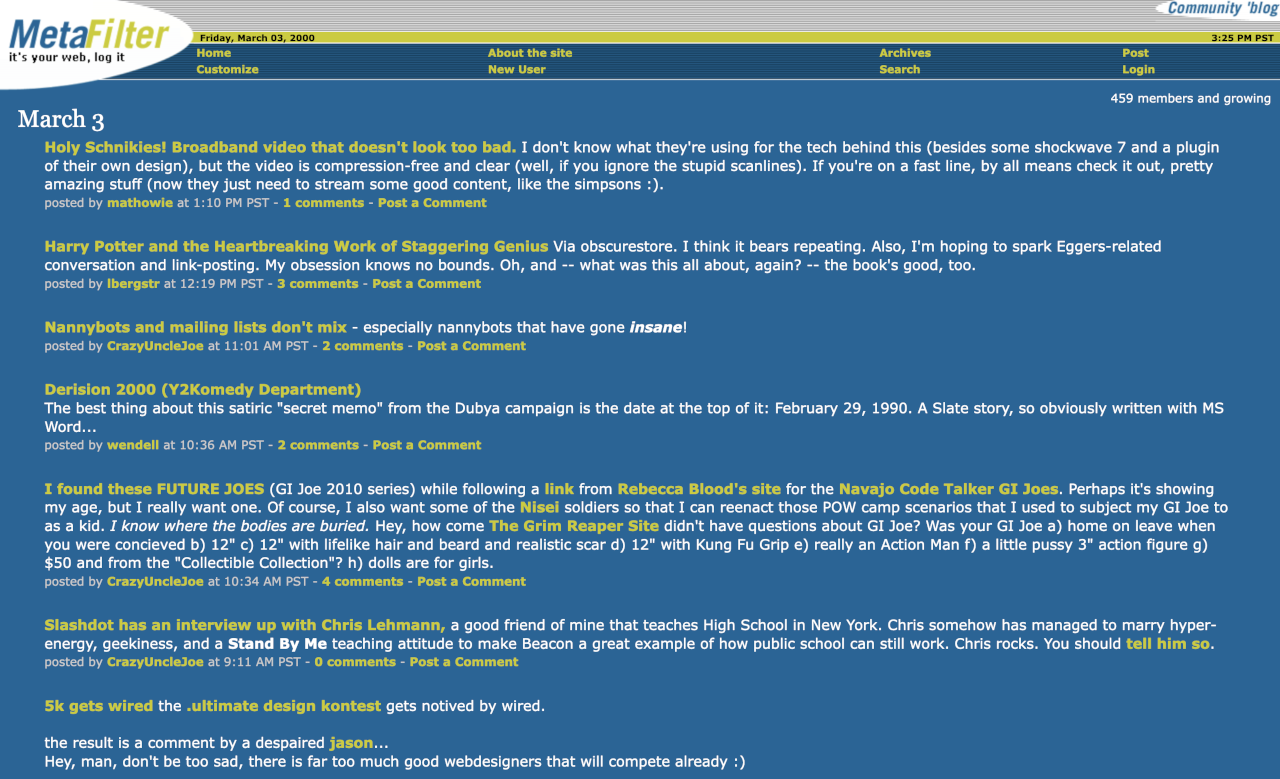 Community 'blog
MetaFilter
it's your web, log it
Friday, March 03, 2000
3:25 PM PST
Home About the site Archives Post
Customize New User Search Login
459 members and growing
March 3
Holy Schnikies! Broadband video that doesn't look too bad. I don't know what they're using for the tech behind this (besides some shockwave 7 and a plugin
of their own design), but the video is compression-free and clear (well, if you ignore the stupid scanlines). If you're on a fast line, by all means check it out, pretty
amazing stuff (now they just need to stream some good content, like the simpsons :).
posted by mathowie at 1:10 PM PST - 1 comments - Post a Comment
Harry Potter and the Heartbreaking Work of Staggering Genius Via obscurestore. I think it bears repeating. Also, I'm hoping to spark Eggers-related
conversation and link-posting. My obsession knows no bounds. Oh, and -- what was this all about, again? -- the book's good, too.
posted by lbergstr at 12:19 PM PST - 3 comments - Post a Comment
Nannybots and mailing lists don't mix - especially nannybots that have gone insane!
posted by CrazyUncleJoe at 11:01 AM PST - 2 comments - Post a Comment
Derision 2000 (Y2Komedy Department)
The best thing about this satiric "secret memo" from the Dubya campaign is the date at the top of it: February 29, 1990. A Slate story, so obviously written with MS
Word...
posted by wendell at 10:36 AM PST - 2 comments - Post a Comment
I found these FUTURE JOES (GI Joe 2010 series) while following a link from Rebecca Blood's site for the Navajo Code Talker GI Joes. Perhaps it's showing
my age, but I really want one. Of course, I also want some of the Nisei soldiers so that I can reenact those POW camp scenarios that I used to subject my GI Joe to
as a kid. I know where the bodies are buried. Hey, how come The Grim Reaper Site didn't have questions about GI Joe? Was your GI Joe a) home on leave when
you were concieved b) 12" c) 12" with lifelike hair and beard and realistic scar d) 12" with Kung Fu Grip e) really an Action Man f) a little pussy 3" action figure g)
$50 and from the "Collectible Collection"? h) dolls are for girls.
posted by CrazyUncleJoe at 10:34 AM PST - 4 comments - Post a Comment
Slashdot has an interview up with Chris Lehmann, a good friend of mine that teaches High School in New York. Chris somehow has managed to marry hyper-
energy, geekiness, and a Stand By Me teaching attitude to make Beacon a great example of how public school can still work. Chris rocks. You should tell him so.
posted by CrazyUncleJoe at 9:11 AM PST - 0 comments - Post a Comment
5k gets wired the .ultimate design kontest gets notived by wired.
the result is a comment by a despaired jason...
Hey, man, don't be too sad, there is far too much good webdesigners that will compete already :)